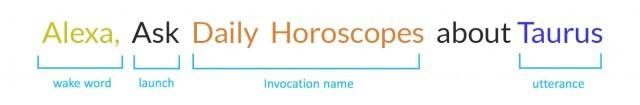 Alexa, Ask Daily Horoscopes about Taurus
wake word launch Invocation name utterance